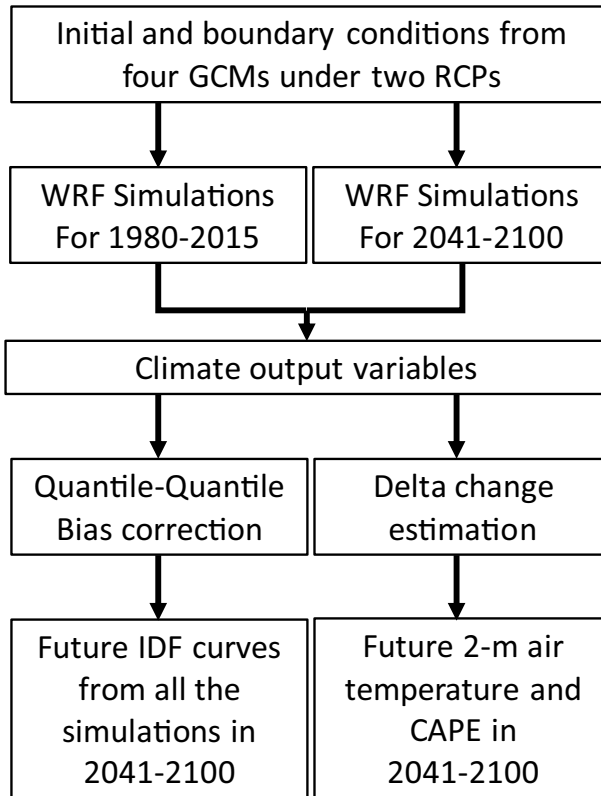 Initial and boundary conditions from
four GCMs under two RCPs
WRF Simulations
For 1980-2015
WRF Simulations
For 2041-2100
Climate output variables
Quantile-Quantile
Bias correction
Delta change
estimation
Future IDF curves
from all the
simulations in
2041-2100
Future 2-m air
temperature and
CAPE in
2041-2100